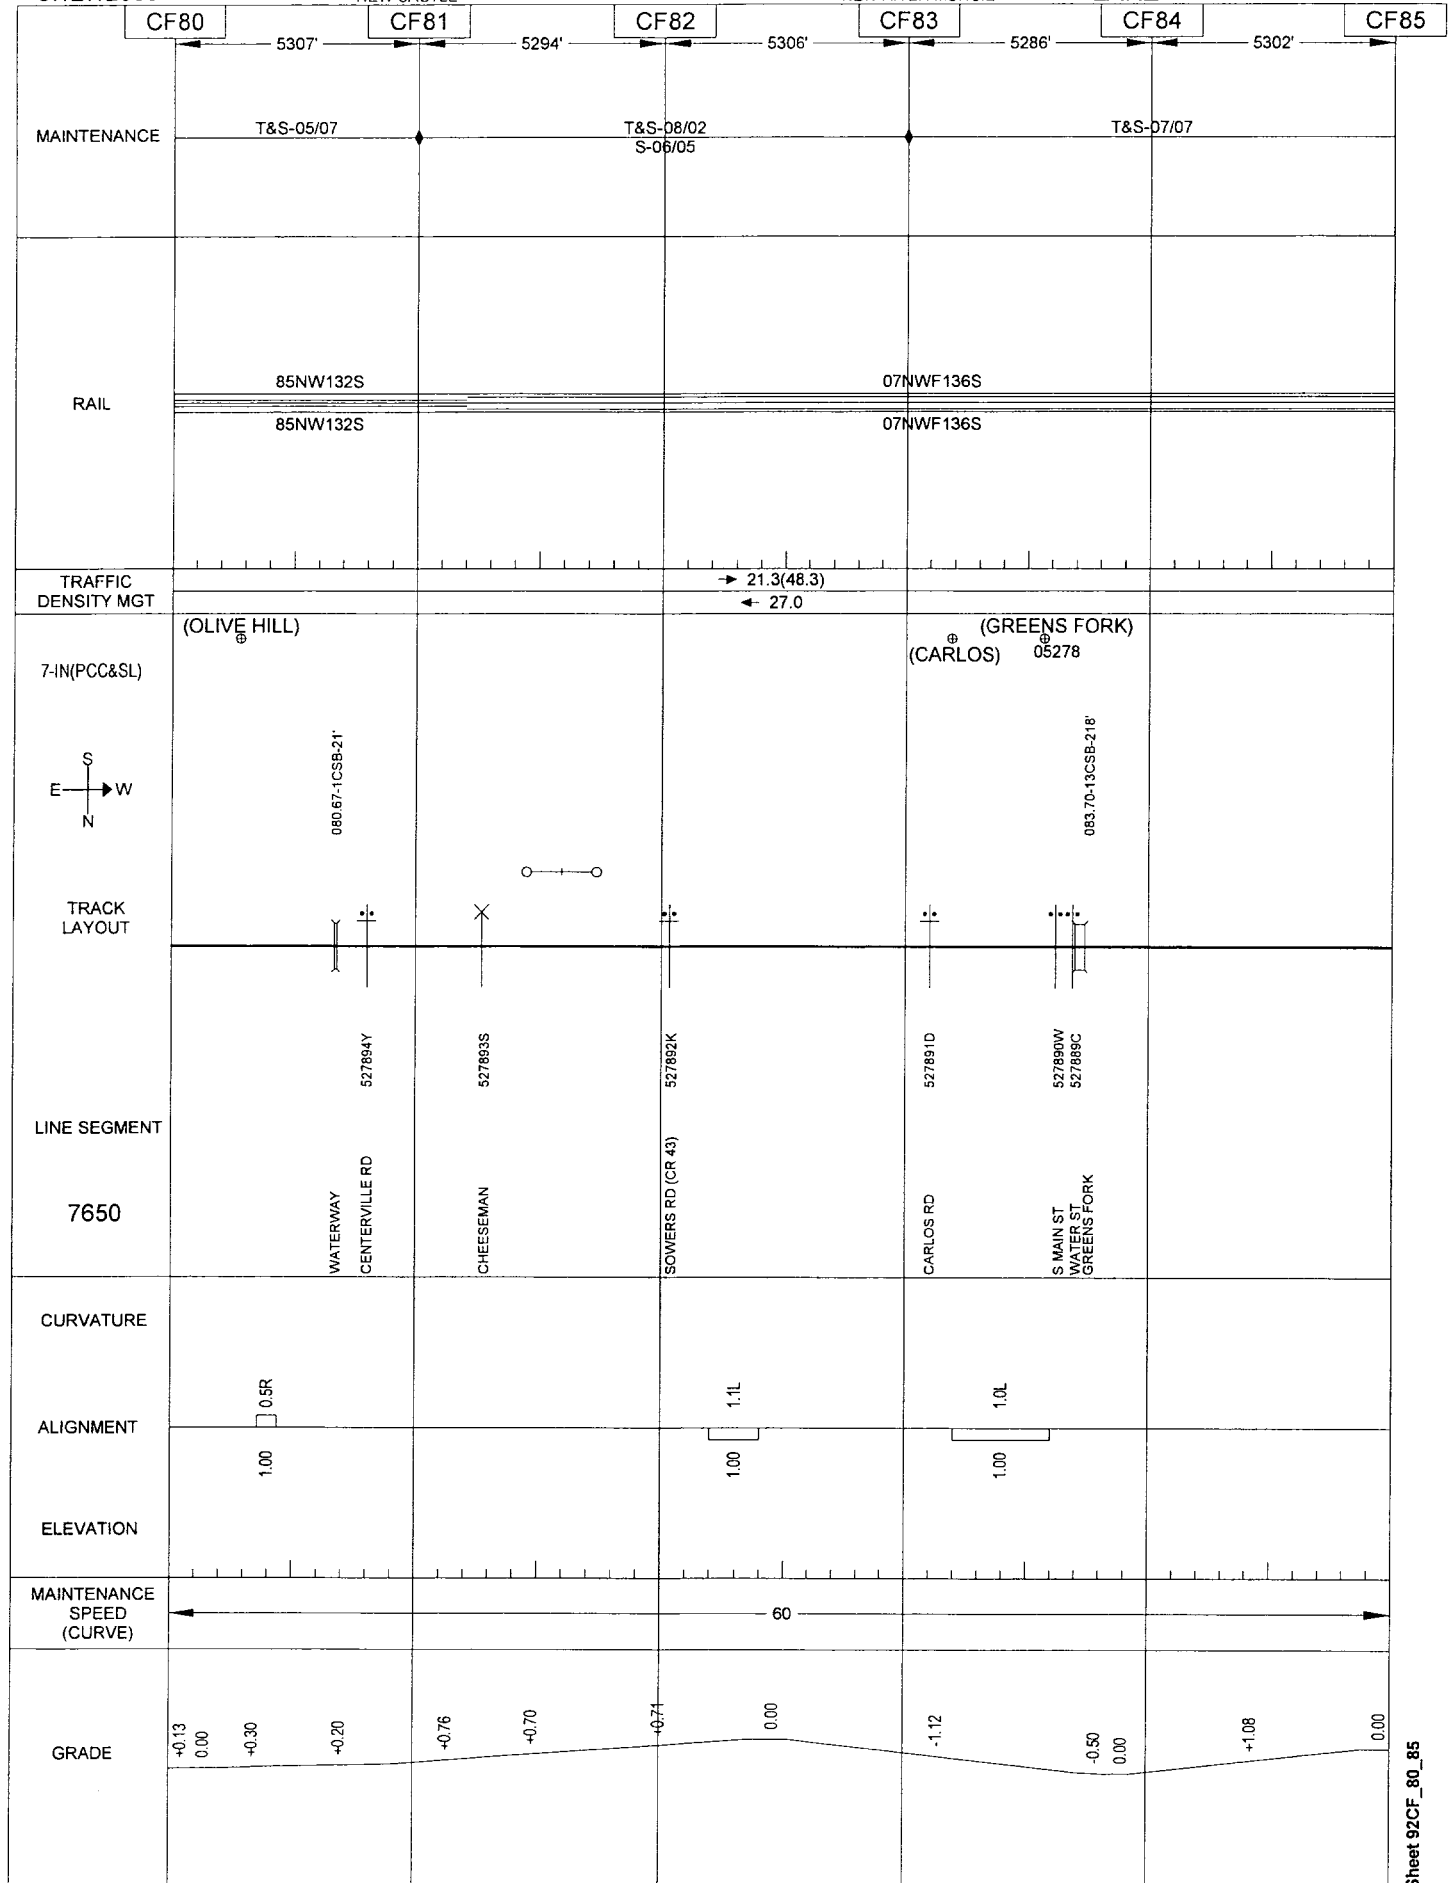 CF80 CF81 CF82 CF83 CF84 CF85
5307' 5294' 5306' 5286' 5302'
MAINTENANCE
T&S-05/07 T&S-08/02 T&S-07/07
S-06/05
RAIL
85NW132S 07NWF136S
85NW132S 07NWF136S
TRAFFIC
DENSITY MGT
21.3(48.3)
27.0
(OLIVE HILL) (GREENS FORK)
(CARLOS) 05278
7-IN(PCC&SL)
S
E W
N
080.67-1CSB-21'
083.70-13CSB-218'
TRACK
LAYOUT
527894Y
527893S
527892K
527891D
527890W
527889C
LINE SEGMENT
7650
WATERWAY
CENTERVILLE RD
CHEESEMAN
SOWERS RD (CR 43)
CARLOS RD
S MAIN ST
WATER ST
GREENS FORK
CURVATURE
0.5R 1.1L 1.0L
ALIGNMENT
1.00 1.00 1.00
ELEVATION
MAINTENANCE
SPEED
(CURVE)
60
GRADE
+0.13
0.00
+0.30
+0.20
+0.76
+0.70
+0.71
0.00
-1.12
-0.50
0.00
+1.08
0.00
Sheet 92CF_80_85